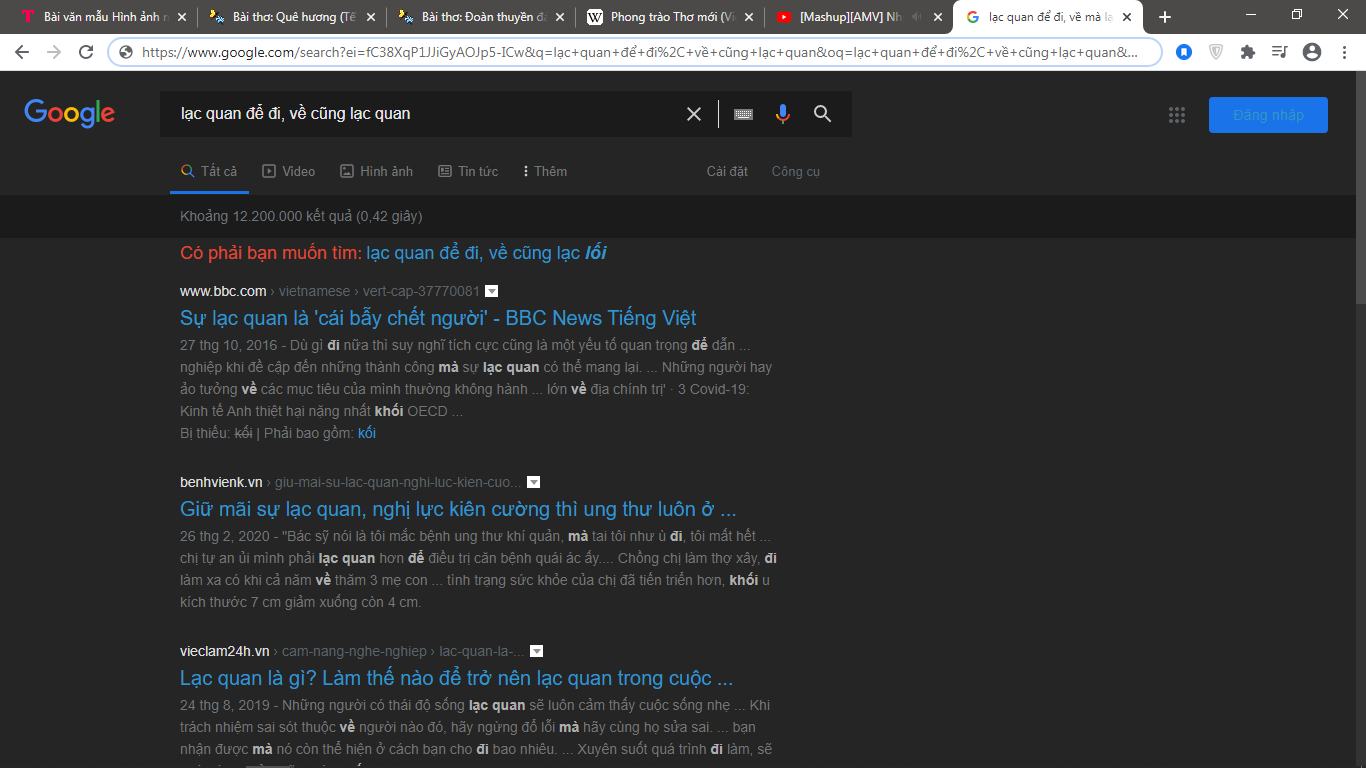 Bài văn mẫu Hình ảnh n
Bài thơ: Quê hương (Tế
Bài thơ: Đoàn thuyền đá
Phong trào Thơ mới (Vi
[Mashup][AMV] Nh
lạc quan để đi, về mà lạ
https://www.google.com/search?ei=fC38XqP1JJiGyAOJp5-ICw&q=lạc+quan+để+đi%2C+về+cũng+lạc+quan&oq=lạc+quan+để+đi%2C+về+cũng+lạc+quan&...
Google
lạc quan để đi, về cũng lạc quan
Đăng nhập
Tất cả Video Hình ảnh Tin tức Thêm Cài đặt Công cụ
Khoảng 12.200.000 kết quả (0,42 giây)
Có phải bạn muốn tìm: lạc quan để đi, về cũng lạc lối
www.bbc.com › vietnamese › vert-cap-37770081
Sự lạc quan là 'cái bẫy chết người' - BBC News Tiếng Việt
27 thg 10, 2016 - Dù gì đi nữa thì suy nghĩ tích cực cũng là một yếu tố quan trọng để dẫn ...
nghiệp khi đề cập đến những thành công mà sự lạc quan có thể mang lại. ... Những người hay
ảo tưởng về các mục tiêu của mình thường không hành ... lớn về địa chính trị' · 3 Covid-19:
Kinh tế Anh thiệt hại nặng nhất khối OECD ...
Bị thiếu: kối | Phải bao gồm: kối
benhvienk.vn › giu-mai-su-lac-quan-nghi-luc-kien-cuo...
Giữ mãi sự lạc quan, nghị lực kiên cường thì ung thư luôn ở ...
26 thg 2, 2020 - "Bác sỹ nói là tôi mắc bệnh ung thư khí quản, mà tai tôi như ù đi, tôi mất hết ...
chị tự an ủi mình phải lạc quan hơn để điều trị căn bệnh quái ác ấy.... Chồng chị làm thợ xây, đi
làm xa có khi cả năm về thăm 3 mẹ con ... tình trạng sức khỏe của chị đã tiến triển hơn, khối u
kích thước 7 cm giảm xuống còn 4 cm.
vieclam24h.vn › cam-nang-nghe-nghiep › lac-quan-la-...
Lạc quan là gì? Làm thế nào để trở nên lạc quan trong cuộc ...
24 thg 8, 2019 - Những người có thái độ sống lạc quan sẽ luôn cảm thấy cuộc sống nhẹ ... Khi
trách nhiệm sai sót thuộc về người nào đó, hãy ngừng đổ lỗi mà hãy cùng họ sửa sai. ... bạn
nhận được mà nó còn thể hiện ở cách bạn cho đi bao nhiêu. ... Xuyên suốt quá trình đi làm, sẽ